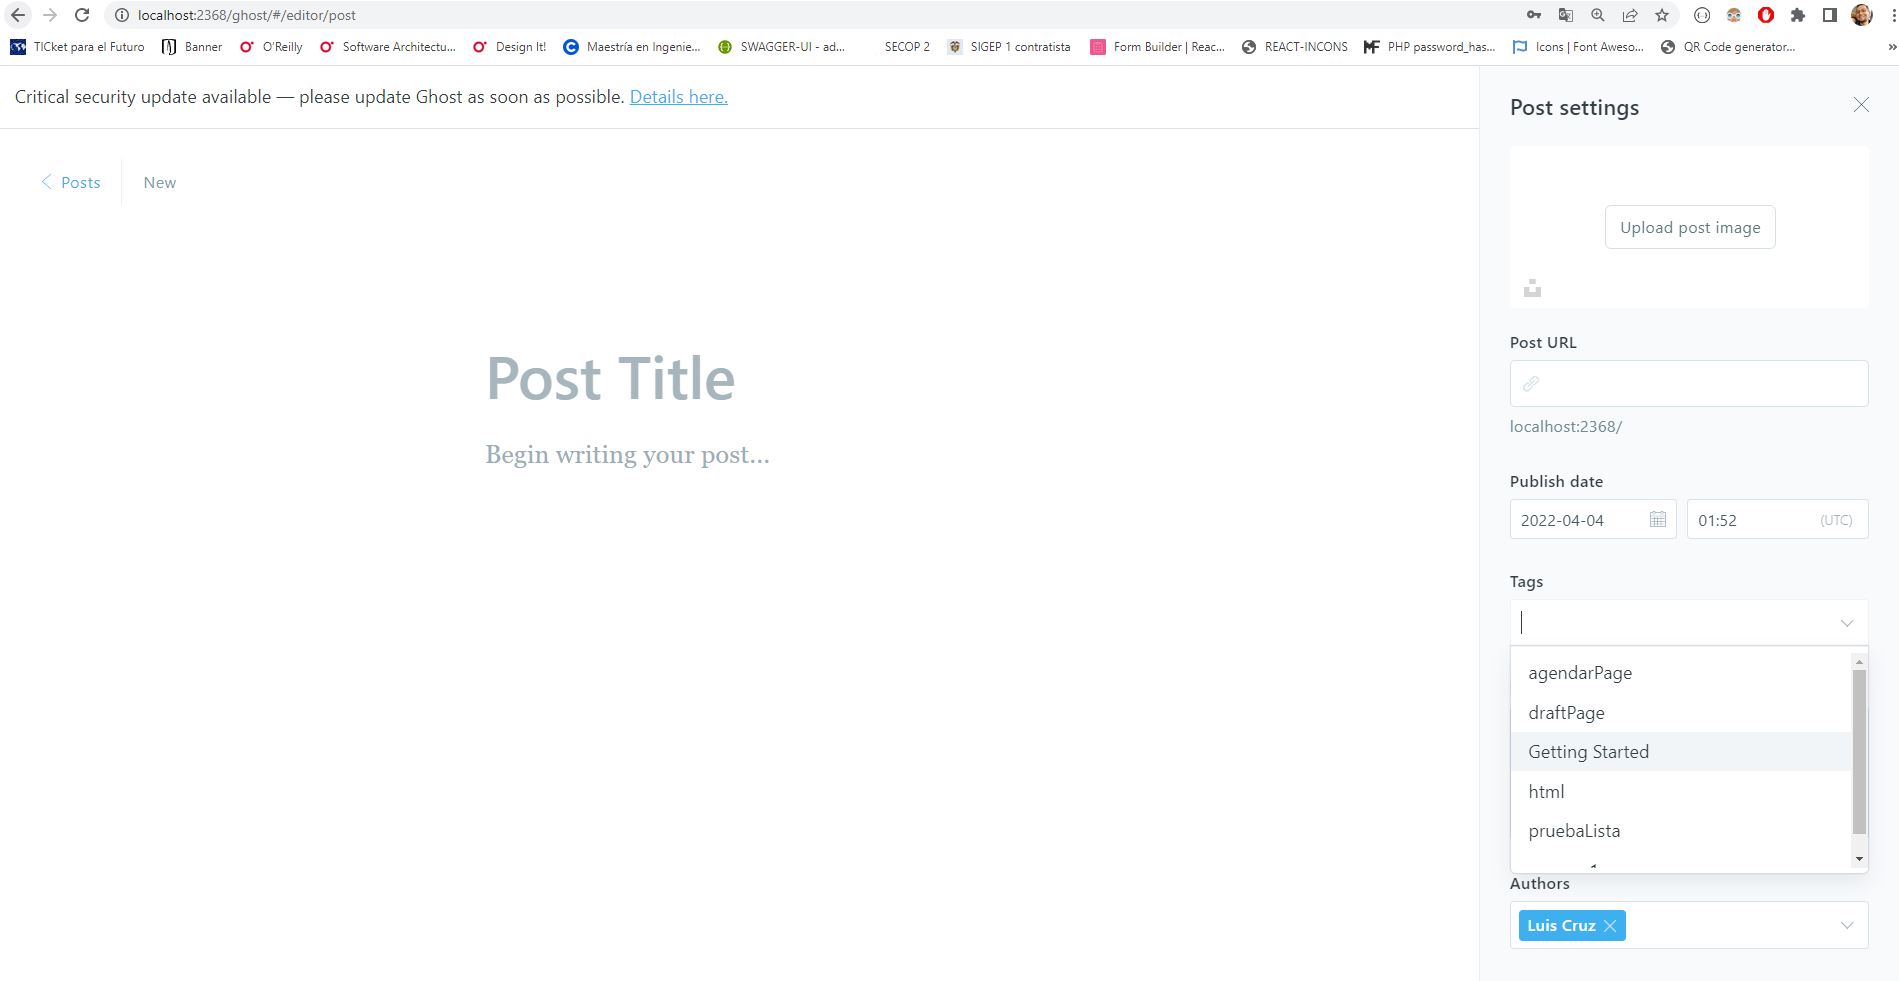 localhost:2368/ghost/#/editor/post
TICket para el Futuro
Banner
O'Reilly
Software Architectu...
Design It!
Maestría en Ingenie...
SWAGGER-UI - ad...
SECOP 2
SIGEP 1 contratista
Form Builder | Reac...
REACT-INCONS
PHP password_has...
Icons | Font Aweso...
QR Code generator...
»
Critical security update available — please update Ghost as soon as possible. Details here.
Posts
New
Post Title
Begin writing your post...
Post settings
Upload post image
Post URL
localhost:2368/
Publish date
2022-04-04
01:52 (UTC)
Tags
agendarPage
draftPage
Getting Started
html
pruebaLista
Authors
Luis Cruz